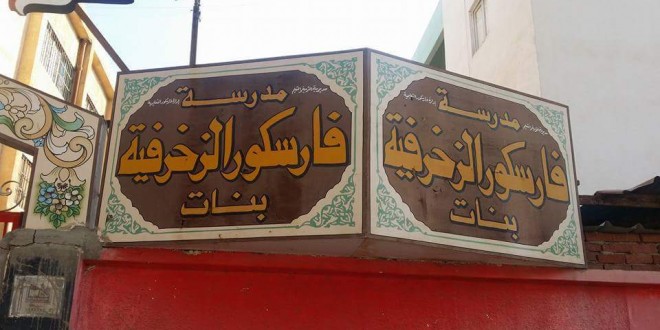 مدرسة
فارسكور الزخرفية
بنات
مدرسة
فارسكور الزخرفية
بنات